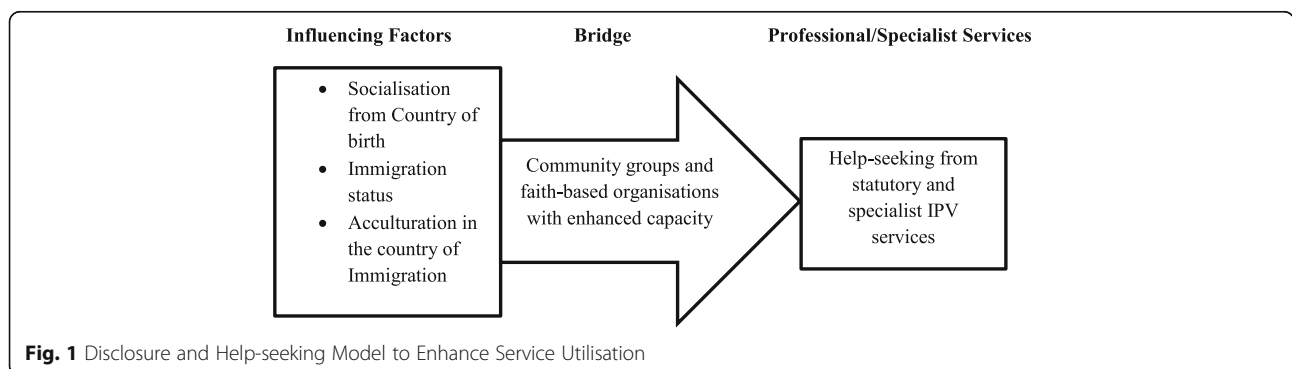 Influencing Factors Bridge Professional/Specialist Services
• Socialisation
from Country of
birth
• Immigration
status
• Acculturation in
the country of
Immigration
Community groups and
faith-based organisations
with enhanced capacity
Help-seeking from
statutory and
specialist IPV
services
Fig. 1 Disclosure and Help-seeking Model to Enhance Service Utilisation